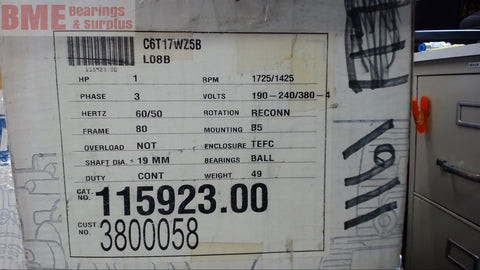 BME Bearings & Surplus
C6T17WZ5B
115923.00
L08B
HP 1 RPM 1725/1425
PHASE 3 VOLTS 190-240/380-4
HERTZ 60/50 ROTATION RECONN
FRAME 80 MOUNTING B5
OVERLOAD NOT ENCLOSURE TEFC
SHAFT DIA. 19 MM BEARINGS BALL
DUTY CONT WEIGHT 49
CAT. NO. 115923.00
CUST. NO. 3800058